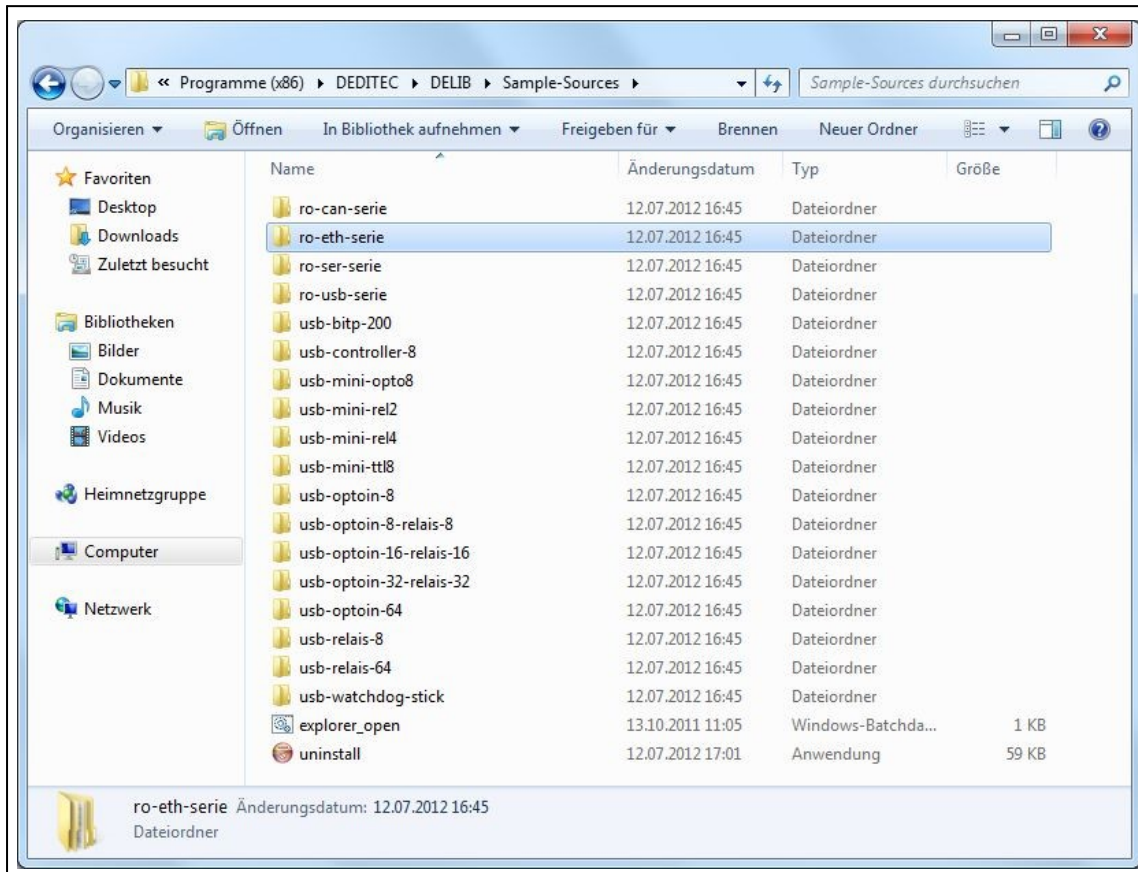 « Programme (x86) ▸ DEDITEC ▸ DELIB ▸ Sample-Sources ▸ Sample-Sources durchsuchen
Organisieren Öffnen In Bibliothek aufnehmen Freigeben für Brennen Neuer Ordner
Favoriten
Desktop
Downloads
Zuletzt besucht
Bibliotheken
Bilder
Dokumente
Musik
Videos
Heimnetzgruppe
Computer
Netzwerk
Name Änderungsdatum Typ Größe
ro-can-serie 12.07.2012 16:45 Dateiordner
ro-eth-serie 12.07.2012 16:45 Dateiordner
ro-ser-serie 12.07.2012 16:45 Dateiordner
ro-usb-serie 12.07.2012 16:45 Dateiordner
usb-bitp-200 12.07.2012 16:45 Dateiordner
usb-controller-8 12.07.2012 16:45 Dateiordner
usb-mini-opto8 12.07.2012 16:45 Dateiordner
usb-mini-rel2 12.07.2012 16:45 Dateiordner
usb-mini-rel4 12.07.2012 16:45 Dateiordner
usb-mini-ttl8 12.07.2012 16:45 Dateiordner
usb-optoin-8 12.07.2012 16:45 Dateiordner
usb-optoin-8-relais-8 12.07.2012 16:45 Dateiordner
usb-optoin-16-relais-16 12.07.2012 16:45 Dateiordner
usb-optoin-32-relais-32 12.07.2012 16:45 Dateiordner
usb-optoin-64 12.07.2012 16:45 Dateiordner
usb-relais-8 12.07.2012 16:45 Dateiordner
usb-relais-64 12.07.2012 16:45 Dateiordner
usb-watchdog-stick 12.07.2012 16:45 Dateiordner
explorer_open 13.10.2011 11:05 Windows-Batchda... 1 KB
uninstall 12.07.2012 17:01 Anwendung 59 KB
ro-eth-serie Änderungsdatum: 12.07.2012 16:45
Dateiordner